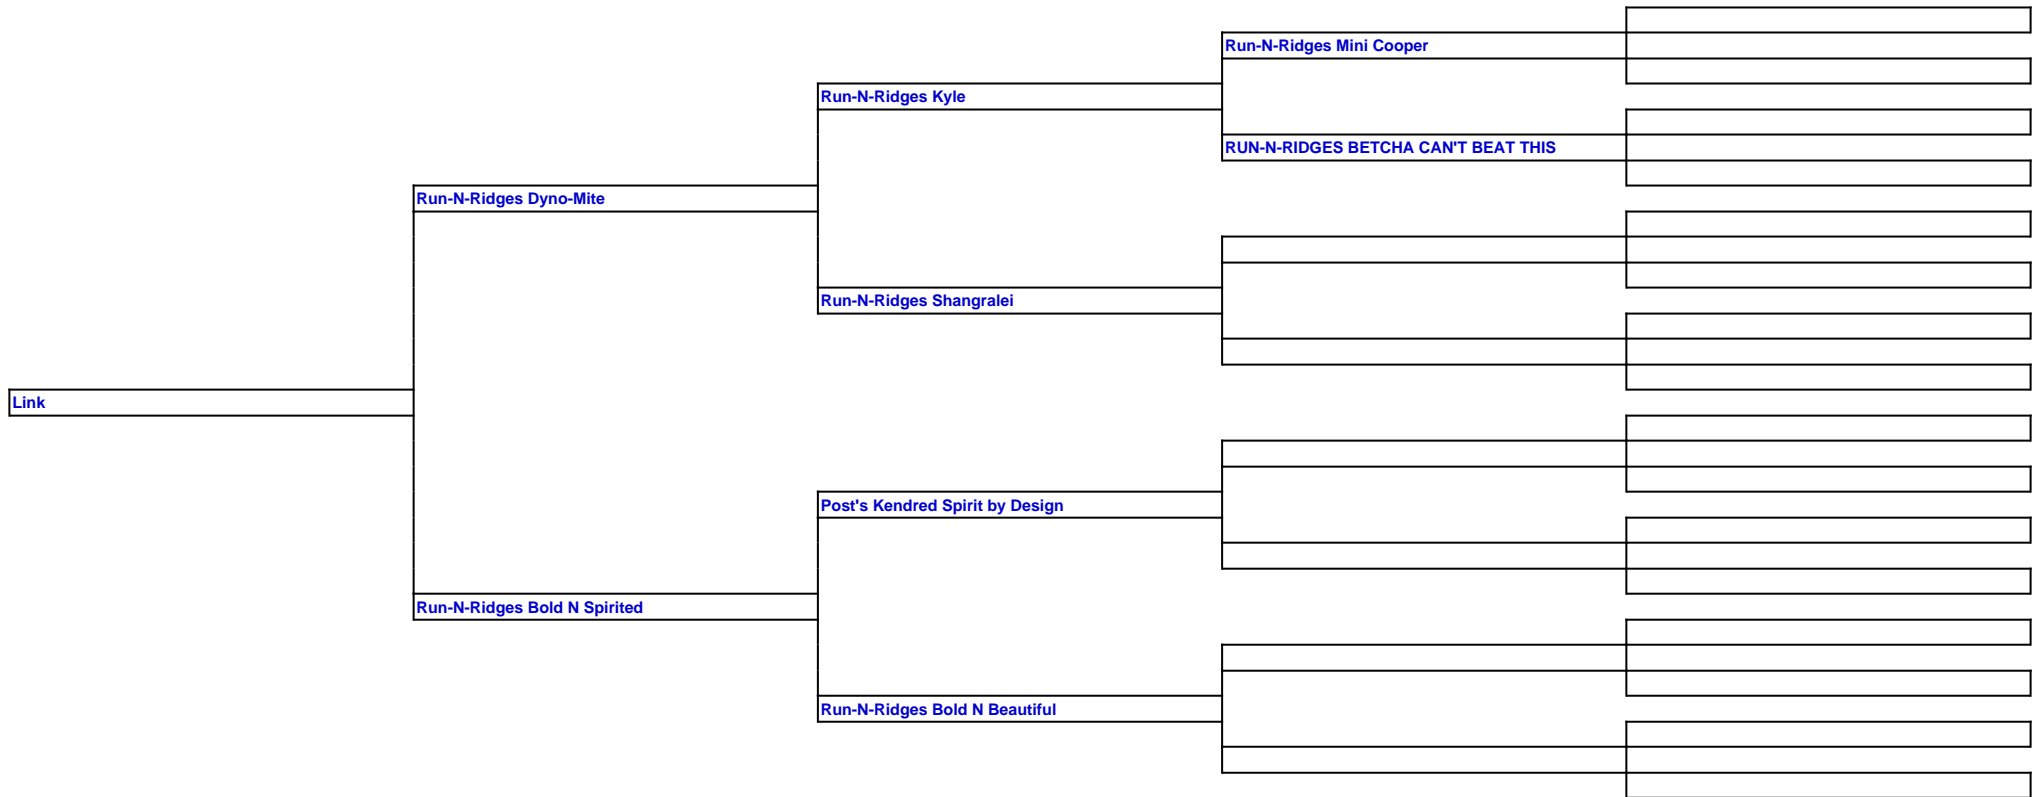 Run-N-Ridges Mini Cooper
Run-N-Ridges Kyle
RUN-N-RIDGES BETCHA CAN'T BEAT THIS
Run-N-Ridges Dyno-Mite
Run-N-Ridges Shangralei
Link
Post's Kendred Spirit by Design
Run-N-Ridges Bold N Spirited
Run-N-Ridges Bold N Beautiful